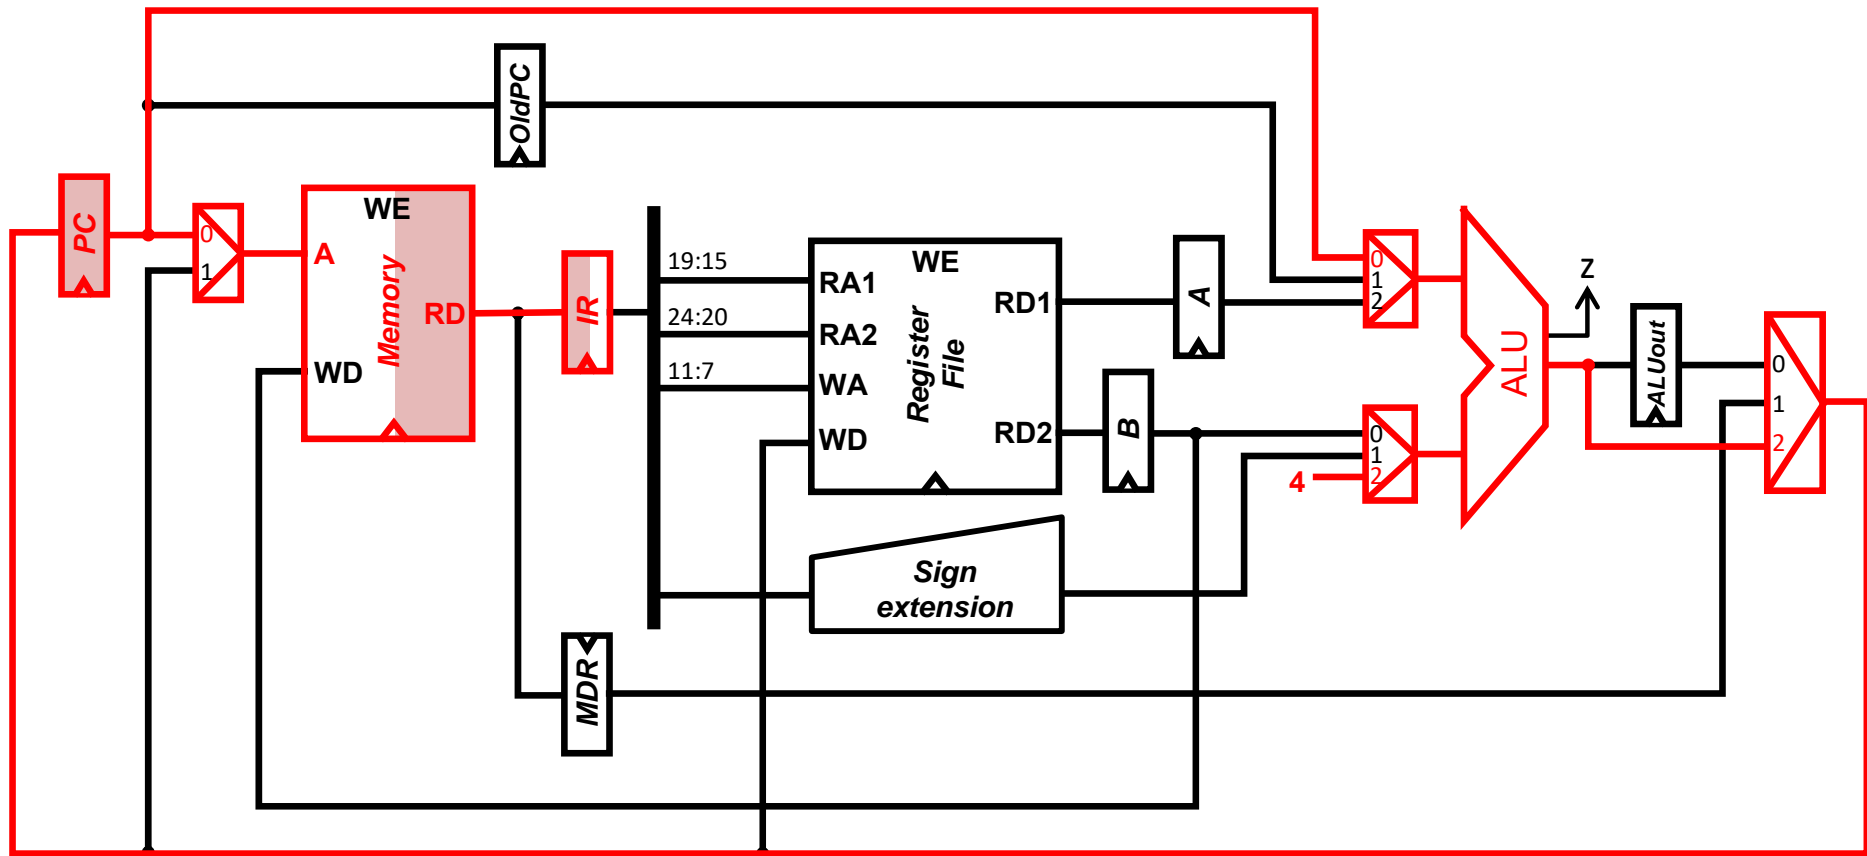 OldPC
PC
0
1
WE
A
Memory
RD
WD
IR
19:15
24:20
11:7
WE
RA1
RD1
RA2
Register
File
WA
WD
RD2
A
B
Sign
extension
MDR
0
1
2
0
1
4
2
ALU
Z
ALUout
0
1
2